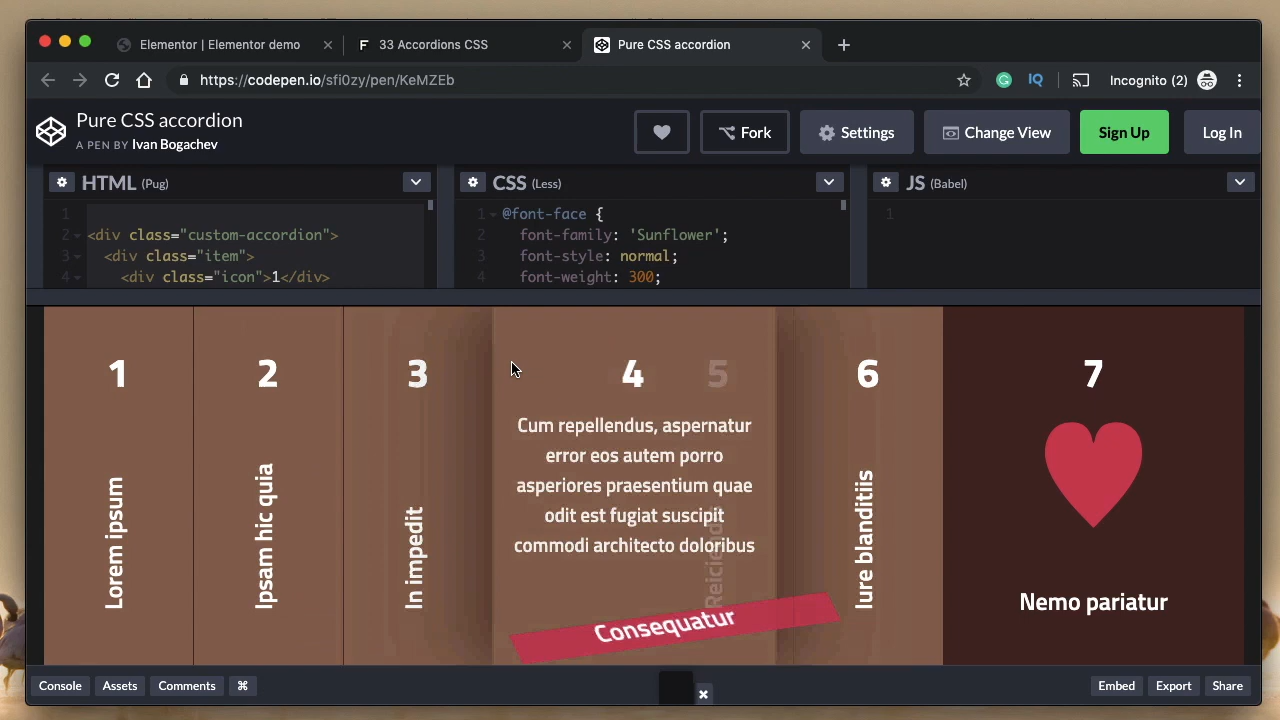 Elementor | Elementor demo
33 Accordions CSS
Pure CSS accordion
https://codepen.io/sfi0zy/pen/KeMZEb
Incognito (2)
Pure CSS accordion
A PEN BY Ivan Bogachev
Fork
Settings
Change View
Sign Up
Log In
HTML (Pug)
CSS (Less)
JS (Babel)
1
2 <div class="custom-accordion">
3 <div class="item">
4 <div class="icon">1</div>
1 @font-face {
2 font-family: 'Sunflower';
3 font-style: normal;
4 font-weight: 300;
1
1
Lorem ipsum
2
Ipsam hic quia
3
In impedit
4
Cum repellendus, aspernatur
error eos autem porro
asperiores praesentium quae
odit est fugiat suscipit
commodi architecto doloribus
Consequatur
5
6
Iure blanditiis
7
Nemo pariatur
Console
Assets
Comments
⌘
Embed
Export
Share